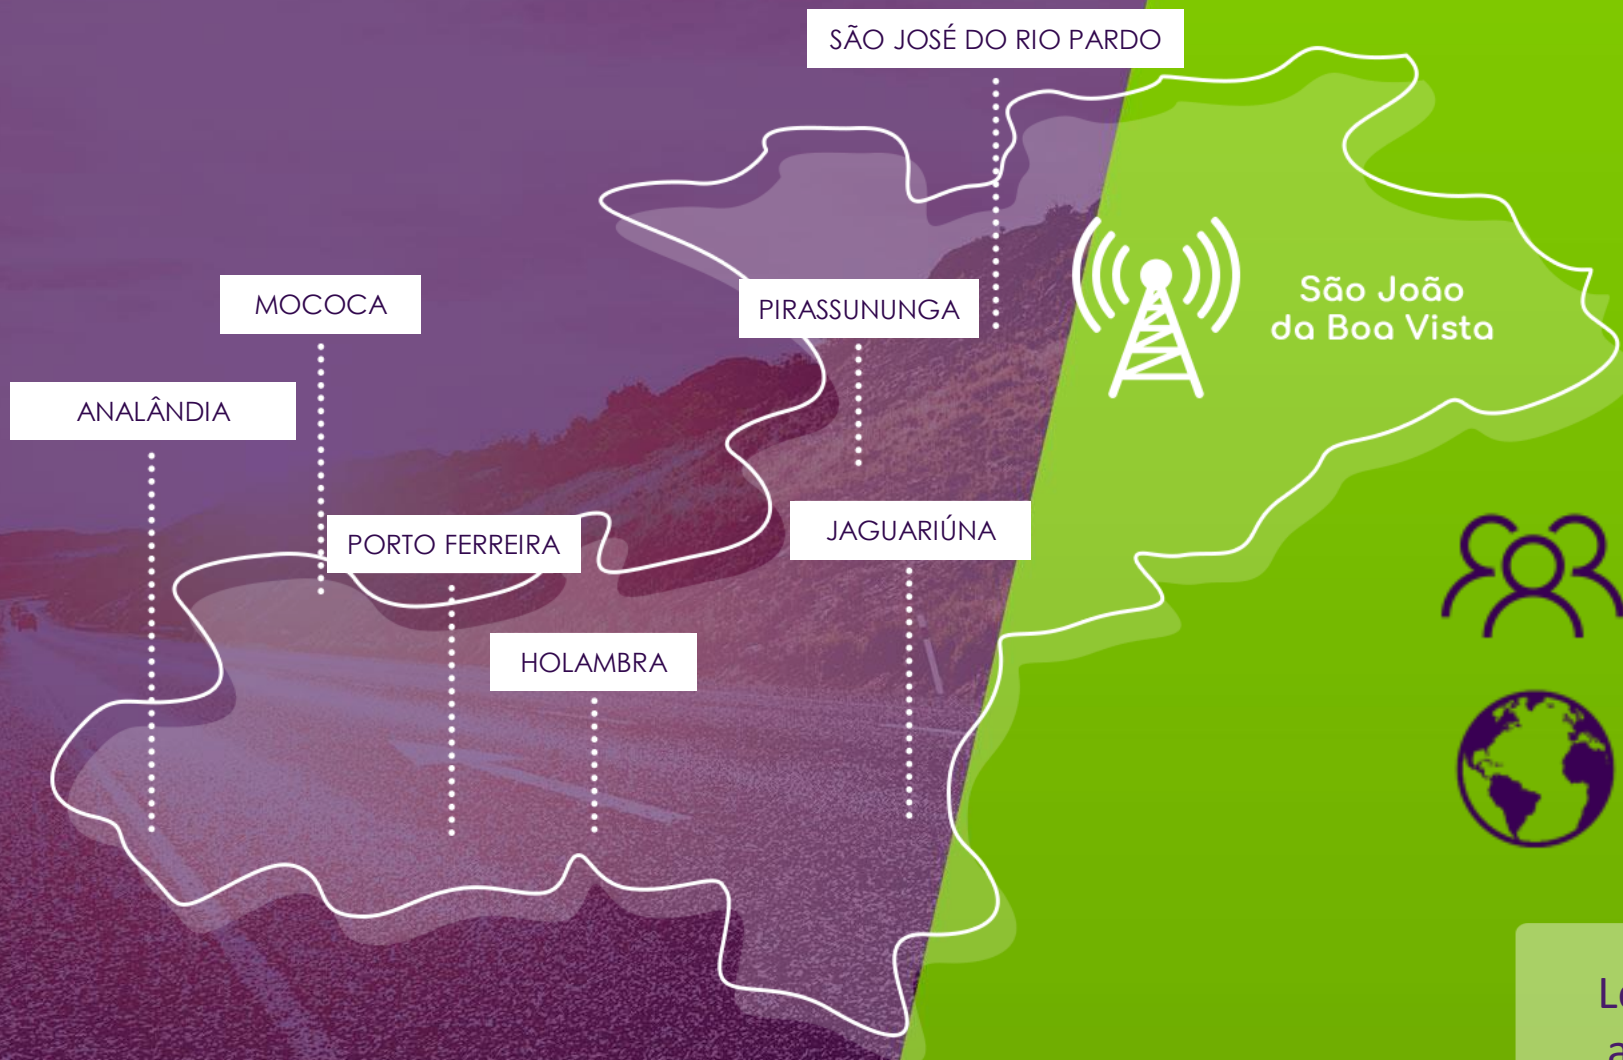 SÃO JOSÉ DO RIO PARDO
MOCOCA
PIRASSUNUNGA
São João
da Boa Vista
ANALÂNDIA
PORTO FERREIRA
JAGUARIÚNA
HOLAMBRA